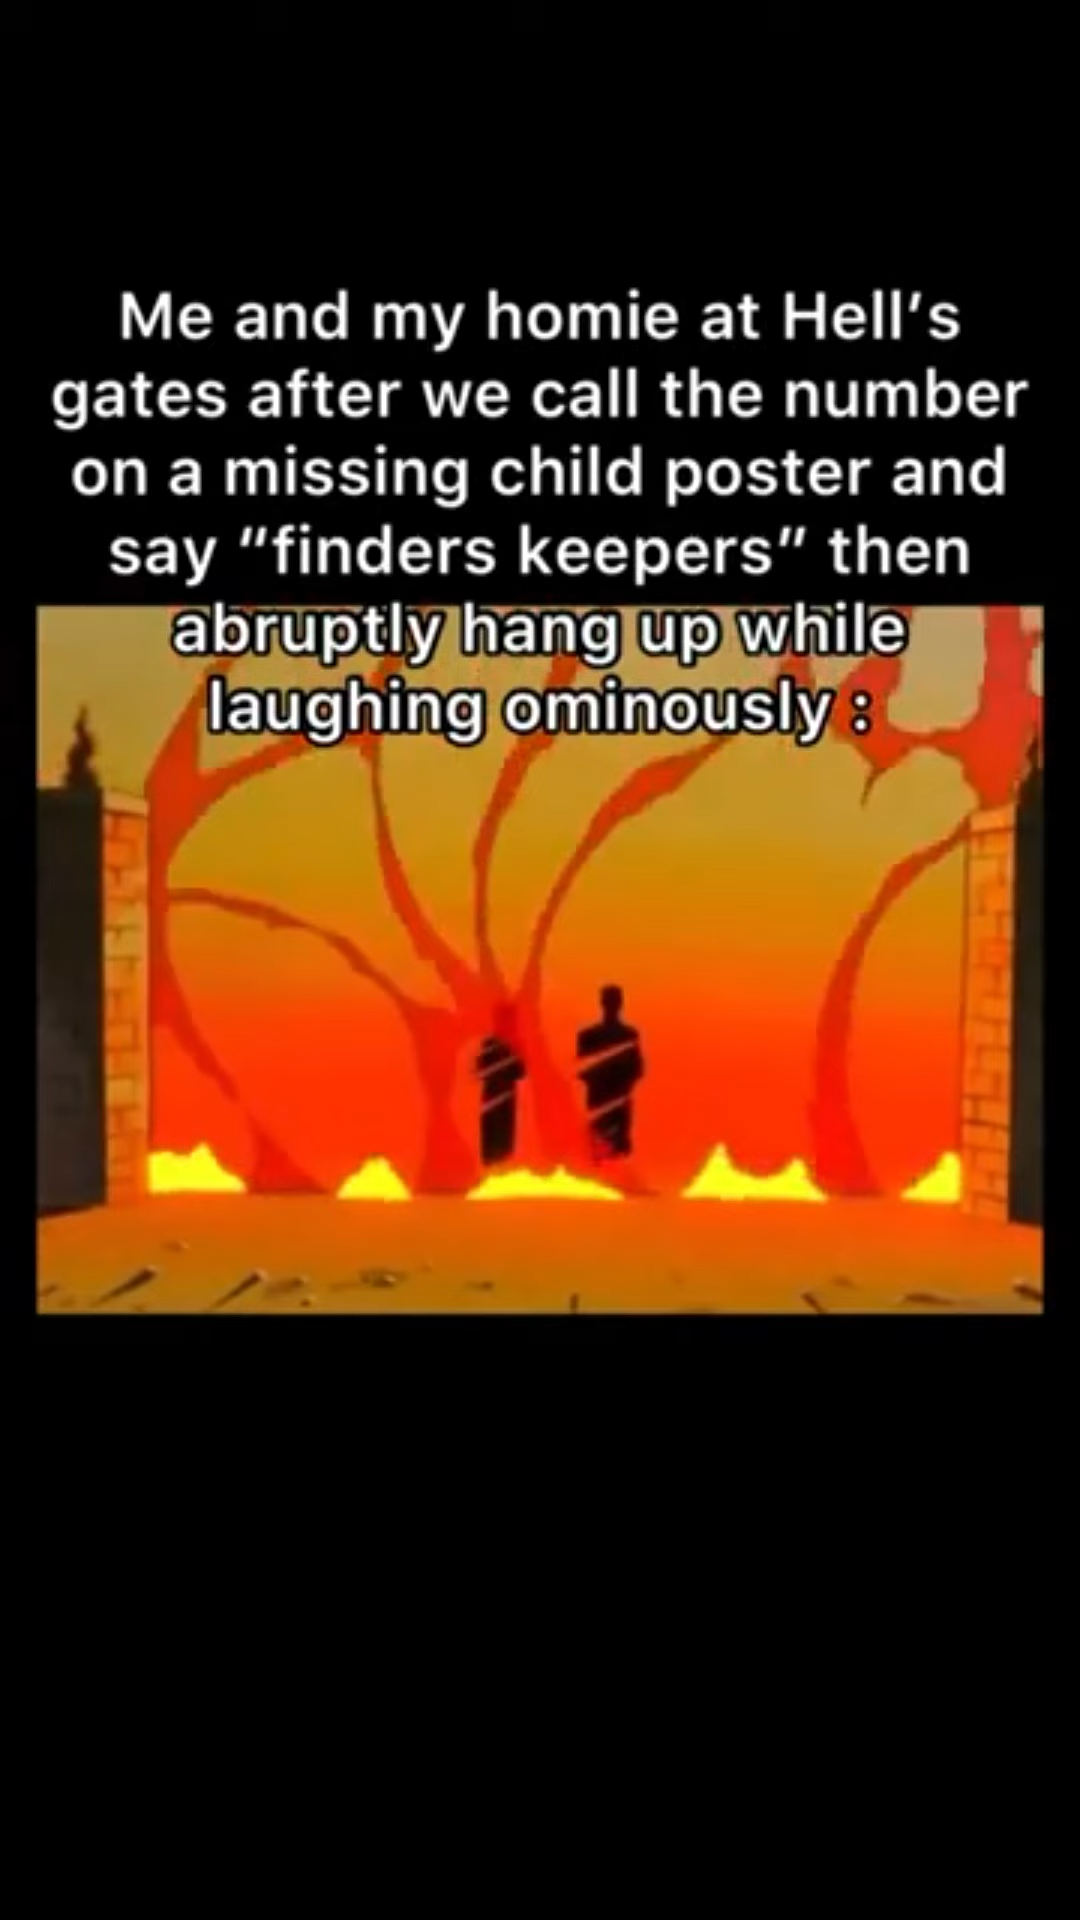 Me and my homie at Hell’s
gates after we call the number
on a missing child poster and
say “finders keepers” then
abruptly hang up while
laughing ominously :